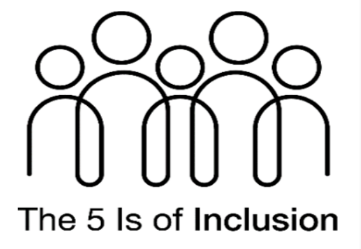 The 5 Is of Inclusion